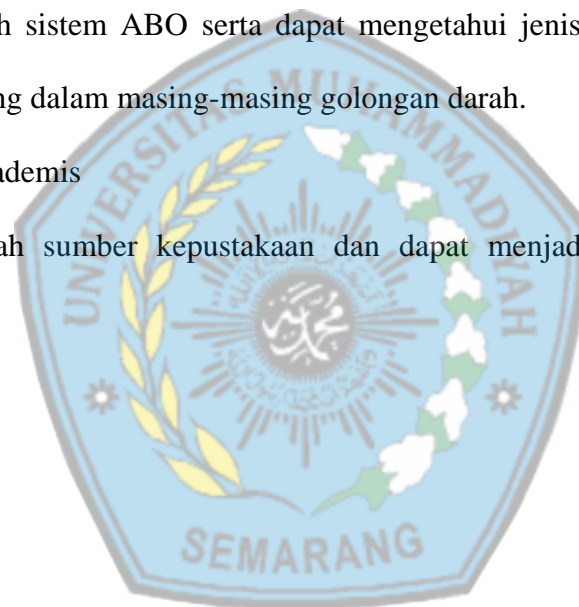 h sistem ABO serta dapat mengetahui jenis
ng dalam masing-masing golongan darah.
ademis
ah sumber kepustakaan dan dapat menjad
UNIVERSITAS MUHAMMADIYAH
SEMARANG